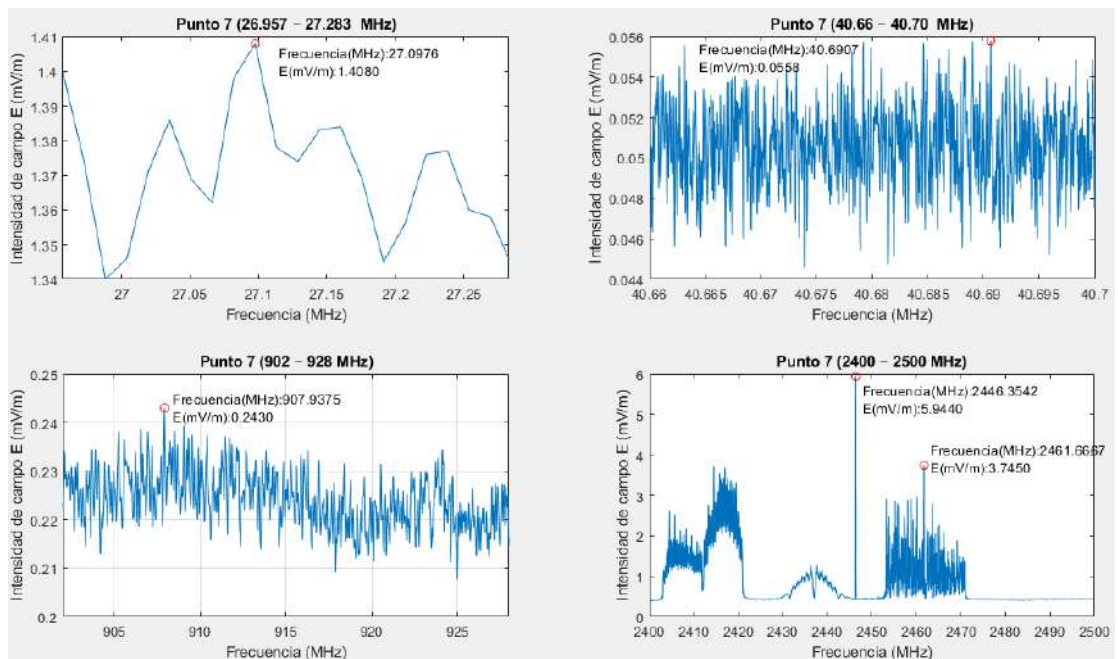 Punto 7 (26.957 – 27.283 MHz)
Frecuencia(MHz):27.0976
E(mV/m):1.4080
Intensidad de campo E (mV/m)
1.41
1.4
1.39
1.38
1.37
1.36
1.35
1.34
27
27.05
27.1
27.15
27.2
27.25
Frecuencia (MHz)
Punto 7 (40.66 – 40.70 MHz)
Frecuencia(MHz):40.6907
E(mV/m):0.0558
Intensidad de campo E (mV/m)
0.056
0.054
0.052
0.05
0.048
0.046
0.044
40.66
40.665
40.67
40.675
40.68
40.685
40.69
40.695
40.7
Frecuencia (MHz)
Punto 7 (902 – 928 MHz)
Frecuencia(MHz):907.9375
E(mV/m):0.2430
Intensidad de campo E (mV/m)
0.25
0.24
0.23
0.22
0.21
0.2
905
910
915
920
925
Frecuencia (MHz)
Punto 7 (2400 – 2500 MHz)
Frecuencia(MHz):2446.3542
E(mV/m):5.9440
Frecuencia(MHz):2461.6667
E(mV/m):3.7450
Intensidad de campo E (mV/m)
6
5
4
3
2
1
0
2400
2410
2420
2430
2440
2450
2460
2470
2480
2490
2500
Frecuencia (MHz)